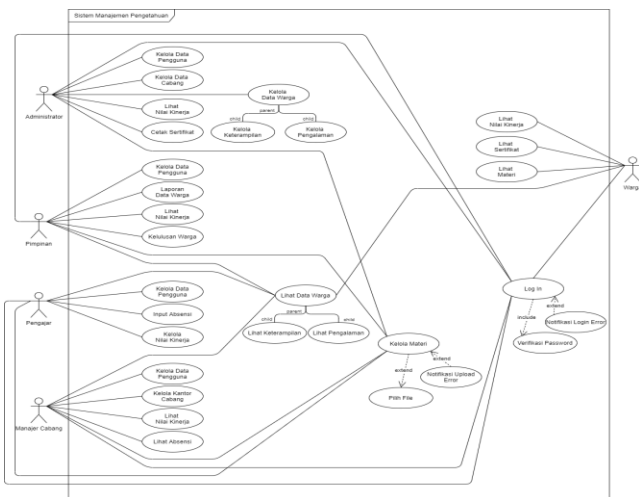 Sistem Manajemen Pengetahuan
Kelola Data
Pengguna
Kelola Data
Cabang
Lihat
Nilai Kinerja
Cetak Sertifikat
Administrator
Kelola
Data Warga
parent
child
child
Kelola
Keterampilan
Kelola
Pengalaman
Lihat
Nilai Kinerja
Lihat
Sertifikat
Lihat
Materi
Warga
Kelola Data
Pengguna
Laporan
Data Warga
Lihat
Nilai Kinerja
Kelulusan Warga
Pimpinan
Kelola Data
Pengguna
Input Absensi
Kelola
Nilai Kinerja
Pengajar
Lihat Data Warga
parent
child
child
Lihat Keterampilan
Lihat Pengalaman
Log In
include
extend
Notifikasi Login Error
Verifikasi Password
Kelola Materi
extend
extend
Notifikasi Upload
Error
Pilih File
Kelola Data
Pengguna
Kelola Kantor
Cabang
Lihat
Nilai Kinerja
Lihat Absensi
Manajer Cabang